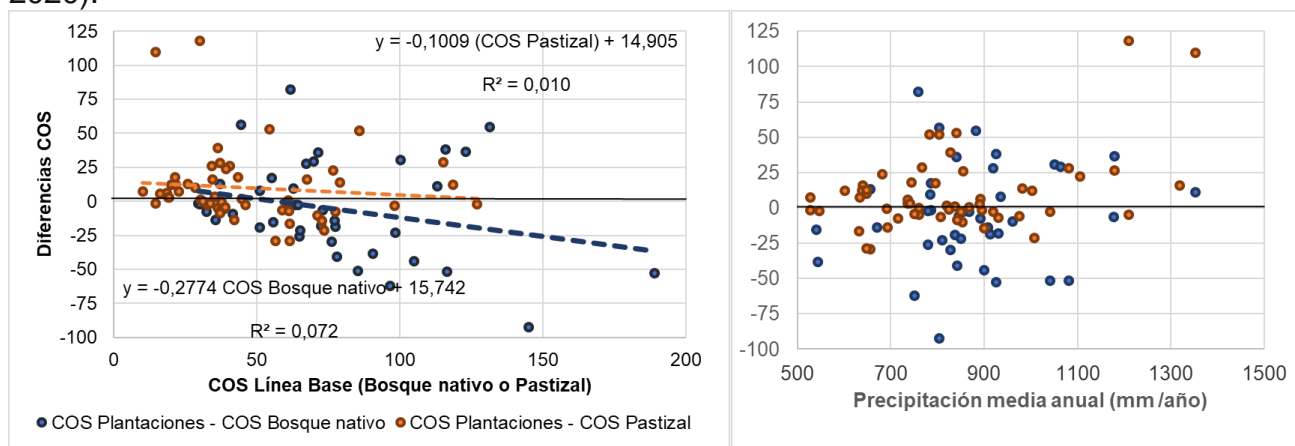 2020).
125
100
75
50
25
0
-25
-50
-75
-100
Diferencias COS
y = -0,1009 (COS Pastizal) + 14,905
R² = 0,010
y = -0,2774 COS Bosque nativo + 15,742
R² = 0,072
0 50 100 150 200
COS Línea Base (Bosque nativo o Pastizal)
COS Plantaciones - COS Bosque nativo COS Plantaciones - COS Pastizal
125
100
75
50
25
0
-25
-50
-75
-100
500 700 900 1100 1300 1500
Precipitación media anual (mm /año)